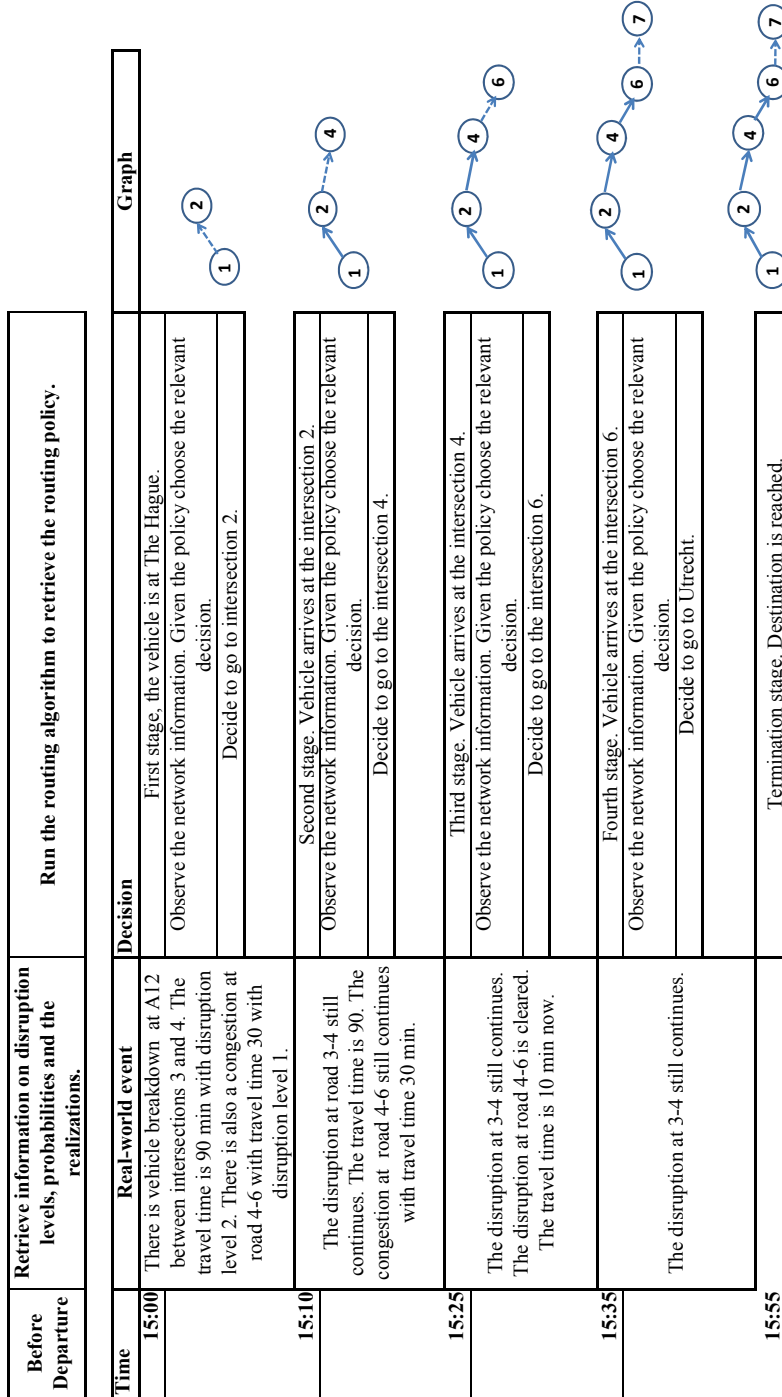 Before
Departure
Retrieve information on disruption
levels, probabilities and the
realizations.
Run the routing algorithm to retrieve the routing policy.
Time
Real-world event
Decision
Graph
15:00
There is vehicle breakdown at A12
between intersections 3 and 4. The
travel time is 90 min with disruption
level 2. There is also a congestion at
road 4-6 with travel time 30 with
disruption level 1.
First stage, the vehicle is at The Hague.
Observe the network information. Given the policy choose the relevant
decision.
Decide to go to intersection 2.
1
2
15:10
The disruption at road 3-4 still
continues. The travel time is 90. The
congestion at road 4-6 still continues
with travel time 30 min.
Second stage. Vehicle arrives at the intersection 2.
Observe the network information. Given the policy choose the relevant
decision.
Decide to go to the intersection 4.
1
2
4
15:25
The disruption at 3-4 still continues.
The disruption at road 4-6 is cleared.
The travel time is 10 min now.
Third stage. Vehicle arrives at the intersection 4.
Observe the network information. Given the policy choose the relevant
decision.
Decide to go to the intersection 6.
1
2
4
6
15:35
The disruption at 3-4 still continues.
Fourth stage. Vehicle arrives at the intersection 6.
Observe the network information. Given the policy choose the relevant
decision.
Decide to go to Utrecht.
1
2
4
6
7
15:55
Termination stage. Destination is reached.
1
2
4
6
7